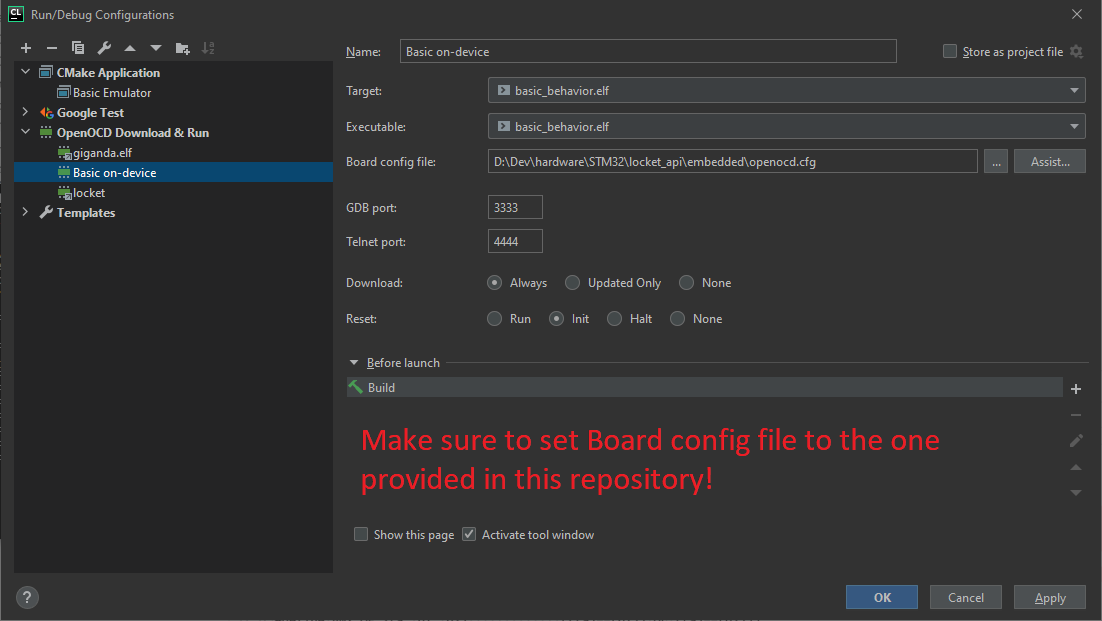 CL Run/Debug Configurations
Name: Basic on-device Store as project file
CMake Application
Basic Emulator
Google Test
OpenOCD Download & Run
giganda.elf
Basic on-device
locket
Templates
Target: basic_behavior.elf
Executable: basic_behavior.elf
Board config file: D:\Dev\hardware\STM32\locket_api\embedded\openocd.cfg ... Assist...
GDB port: 3333
Telnet port: 4444
Download: Always Updated Only None
Reset: Run Init Halt None
Before launch
Build
Make sure to set Board config file to the one
provided in this repository!
Show this page Activate tool window
? OK Cancel Apply